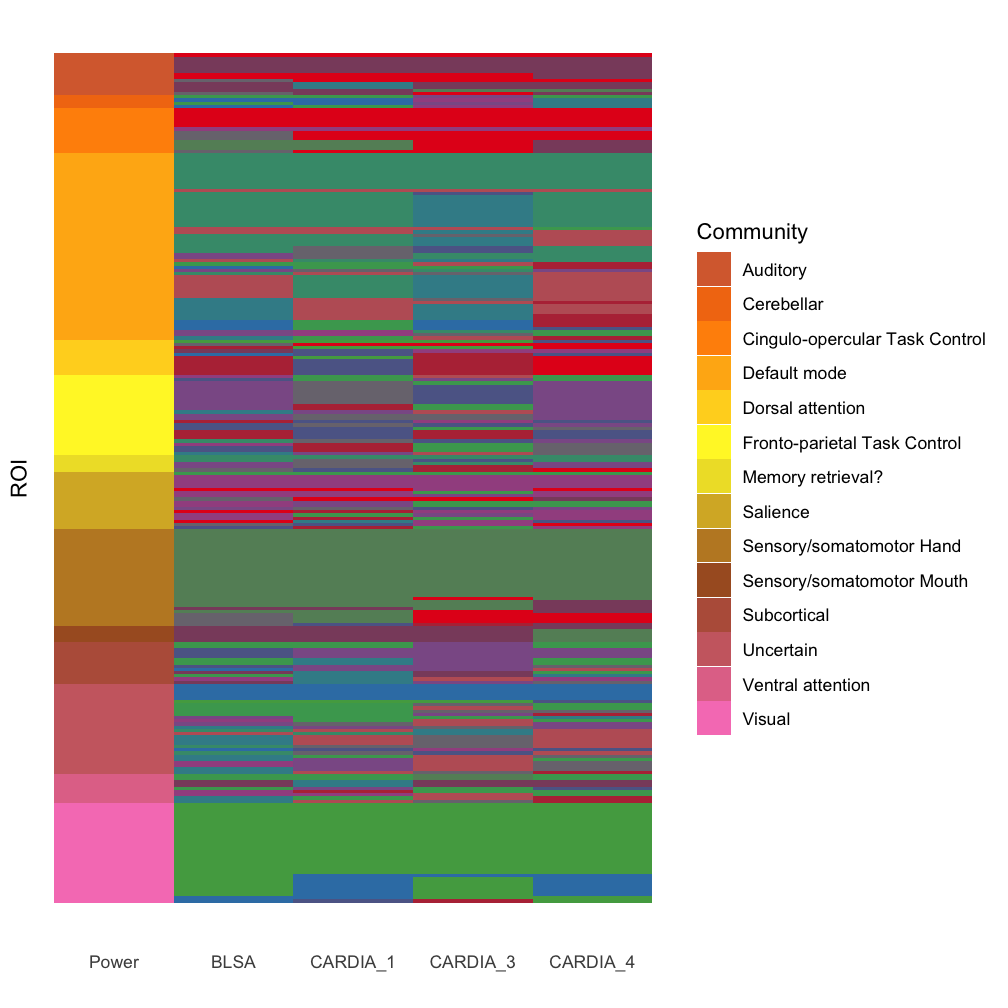 Community
Auditory
Cerebellar
Cingulo-opercular Task Control
Default mode
Dorsal attention
Fronto-parietal Task Control
Memory retrieval?
Salience
Sensory/somatomotor Hand
Sensory/somatomotor Mouth
Subcortical
Uncertain
Ventral attention
Visual
ROI
Power BLSA CARDIA_1 CARDIA_3 CARDIA_4